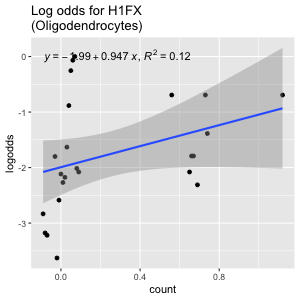 Log odds for H1FX
(Oligodendrocytes)
y = −1.99 + 0.947 x, R² = 0.12
0
-1
-2
-3
logodds
0.0 0.4 0.8
count